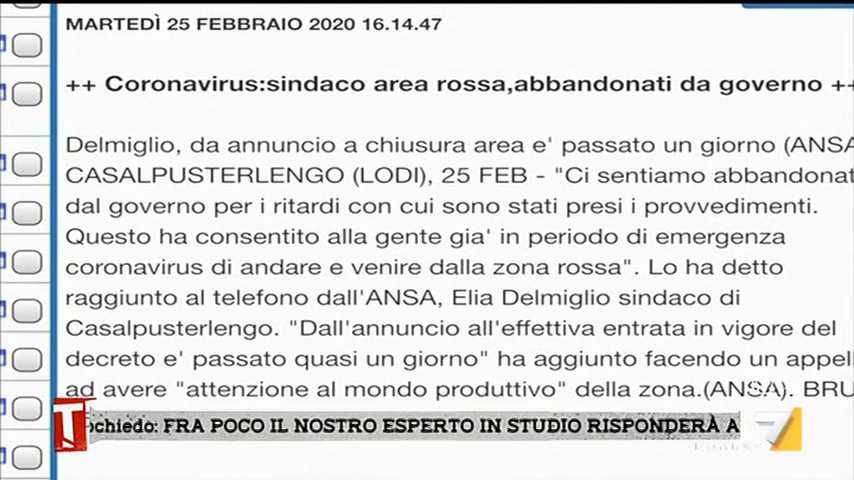 MARTEDÌ 25 FEBBRAIO 2020 16.14.47
++ Coronavirus:sindaco area rossa,abbandonati da governo ++
Delmiglio, da annuncio a chiusura area e' passato un giorno (ANSA
CASALPUSTERLENGO (LODI), 25 FEB - "Ci sentiamo abbandonat
dal governo per i ritardi con cui sono stati presi i provvedimenti.
Questo ha consentito alla gente gia' in periodo di emergenza
coronavirus di andare e venire dalla zona rossa". Lo ha detto
raggiunto al telefono dall'ANSA, Elia Delmiglio sindaco di
Casalpusterlengo. "Dall'annuncio all'effettiva entrata in vigore del
decreto e' passato quasi un giorno" ha aggiunto facendo un appell
ad avere "attenzione al mondo produttivo" della zona.(ANSA). BRU
T ochiedo: FRA POCO IL NOSTRO ESPERTO IN STUDIO RISPONDERÀ A 7